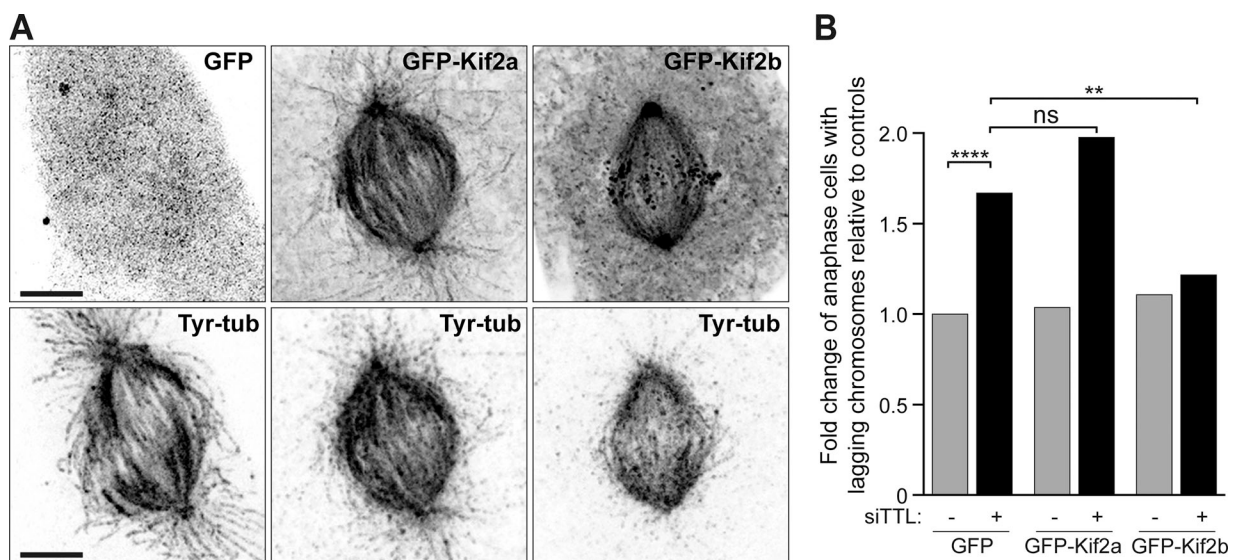 A
GFP
GFP-Kif2a
GFP-Kif2b
Tyr-tub
Tyr-tub
Tyr-tub
B
Fold change of anaphase cells with
lagging chromosomes relative to controls
**
ns
****
2.0
1.5
1.0
0.5
0
siTTL: - + - + - +
GFP GFP-Kif2a GFP-Kif2b